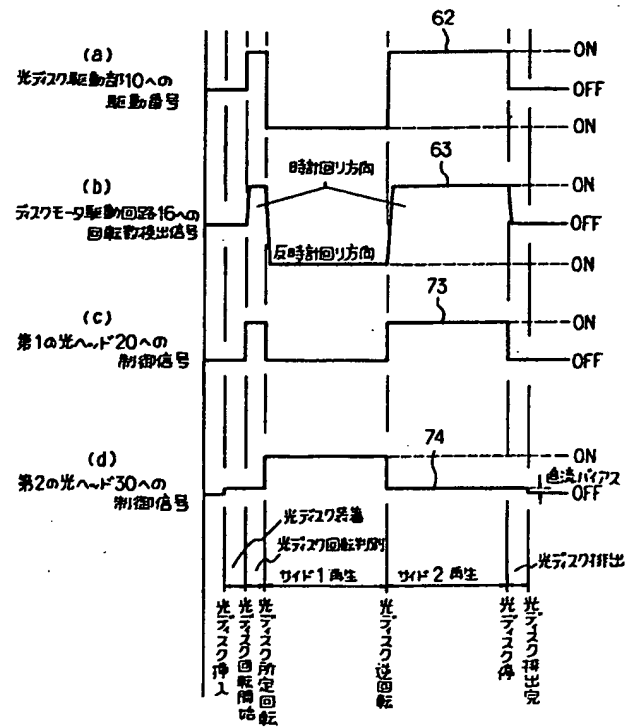 (a)
光ディスク駆動部10への
駆動番号
62
ON
OFF
ON
(b)
ディスクモータ駆動回路16への
回転数検出信号
時計回り方向
反時計回り方向
63
ON
OFF
ON
(c)
第1の光ヘッド20への
制御信号
73
ON
OFF
(d)
第2の光ヘッド30への
制御信号
74
ON
直流バイアス
OFF
光ディスク装着
光ディスク回転判別
サイド1再生
サイド2再生
光ディスク排出
光ディスク挿入
光ディスク回転開始
光ディスク所定回転
光ディスク逆回転
光ディスク停
光ディスク排出完